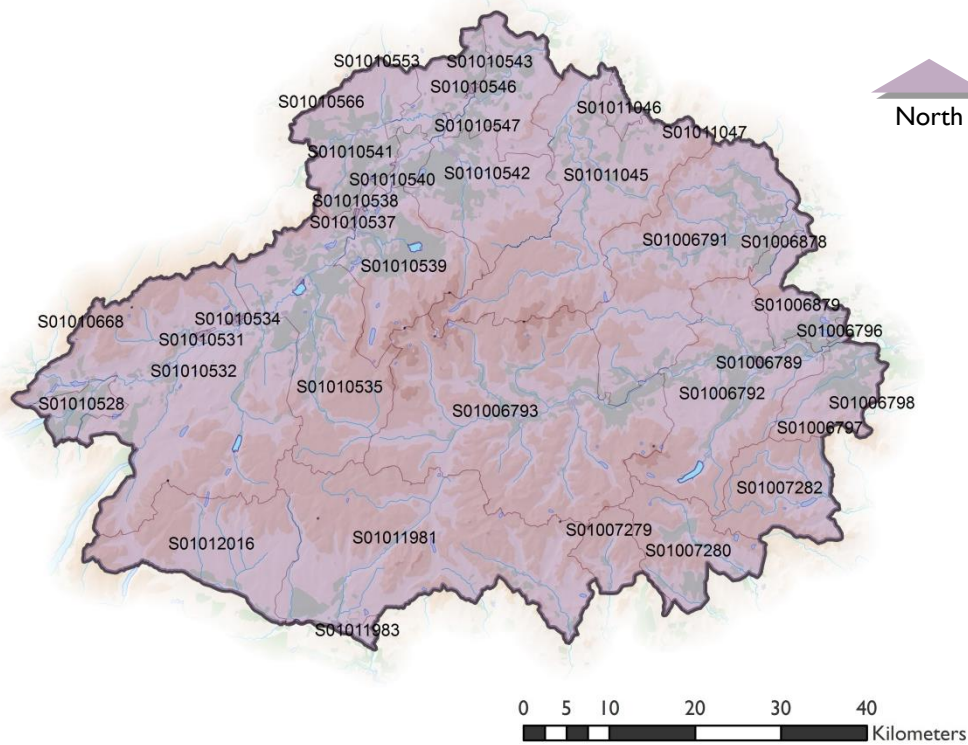 S01010553
S01010543
S01010546
S01010566
S01011046
S01010547
S01011047
North
S01010541
S01010542
S01011045
S01010540
S01010538
S01010537
S01006791
S01006878
S01010539
S01006879
S01010668
S01010534
S01006796
S01010531
S01006789
S01010532
S01010535
S01006792
S01010528
S01006793
S01006798
S01006797
S01007282
S01012016
S01011981
S01007279
S01007280
S01011983
0 5 10 20 30 40
Kilometers